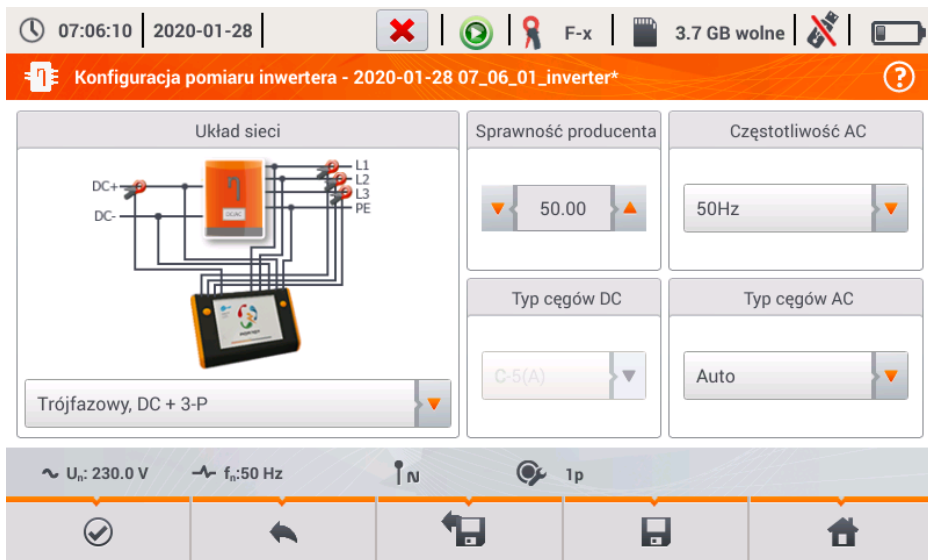 07:06:10 2020-01-28 F-x 3.7 GB wolne
Konfiguracja pomiaru inwertera - 2020-01-28 07_06_01_inverter*
Układ sieci
DC+
DC-
DC/AC
L1
L2
L3
PE
Trójfazowy, DC + 3-P
Sprawność producenta
50.00
Częstotliwość AC
50Hz
Typ cęgów DC
C-5(A)
Typ cęgów AC
Auto
Un: 230.0 V fn:50 Hz N 1p